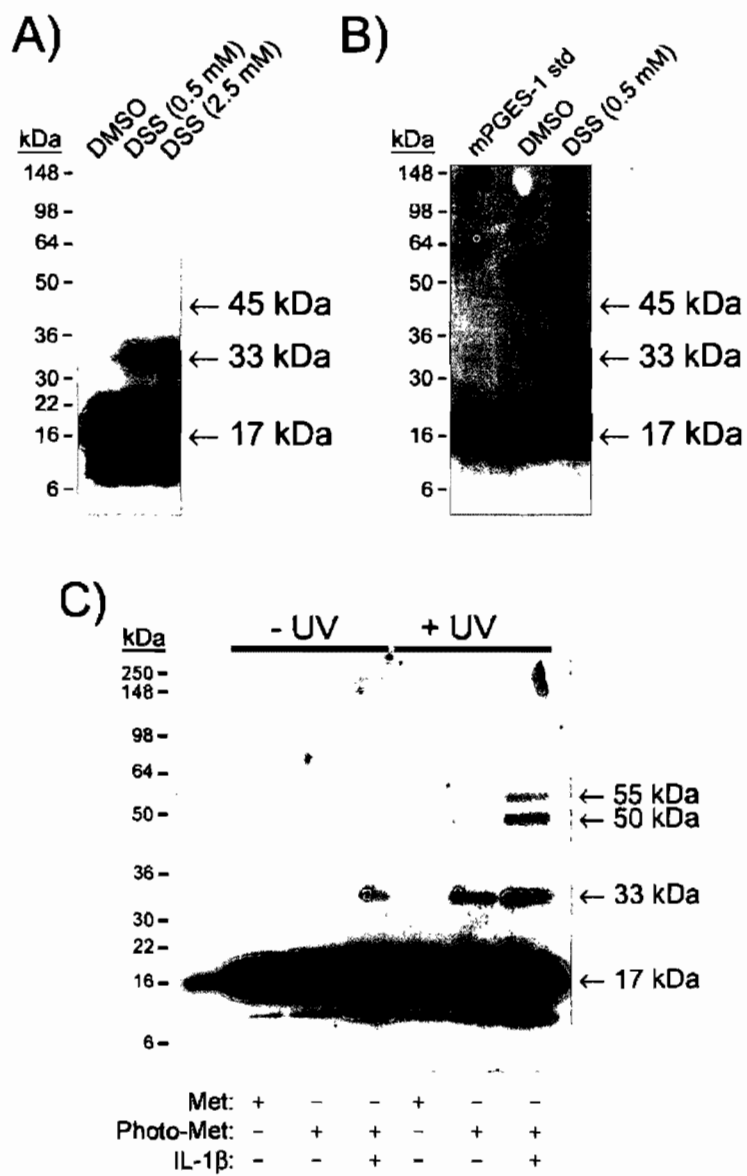 A)
DMSO
DSS (0.5 mM)
DSS (2.5 mM)
kDa
148 -
98 -
64 -
50 -
36 -
30 -
22 -
16 -
6 -
← 45 kDa
← 33 kDa
← 17 kDa
B)
mPGES-1 std
DMSO
DSS (0.5 mM)
kDa
148 -
98 -
64 -
50 -
36 -
30 -
16 -
6 -
← 45 kDa
← 33 kDa
← 17 kDa
C)
kDa
- UV + UV
250 -
148 -
98 -
64 -
50 -
36 -
30 -
22 -
16 -
6 -
← 55 kDa
← 50 kDa
← 33 kDa
← 17 kDa
Met: + - - + - -
Photo-Met: - + + - + +
IL-1β: - - + - - +